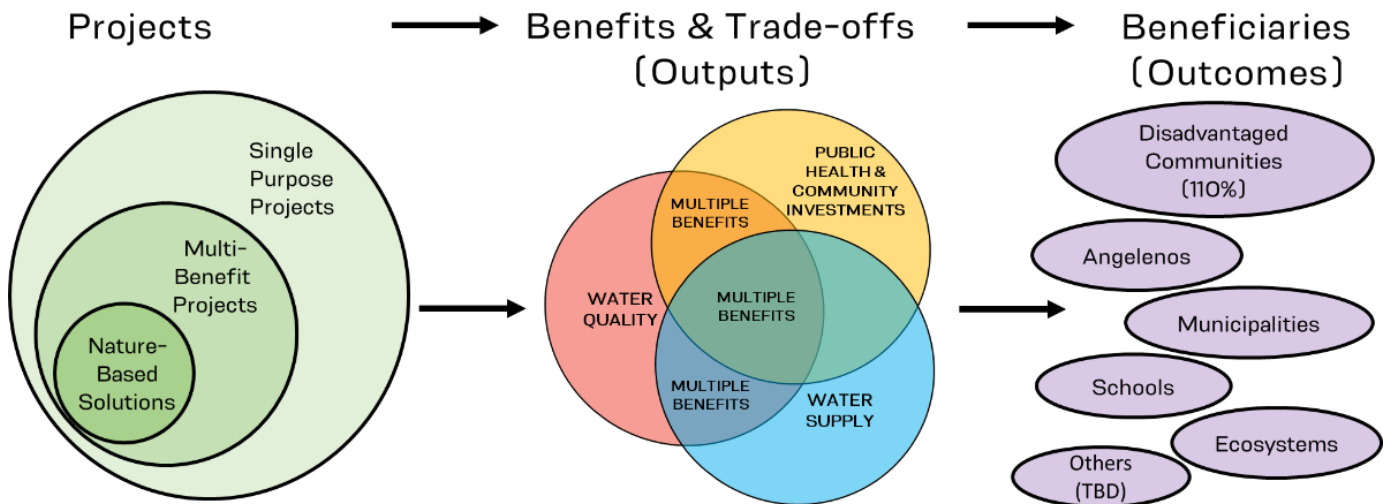 Projects
Benefits & Trade-offs
(Outputs)
Beneficiaries
(Outcomes)
Single
Purpose
Projects
Multi-
Benefit
Projects
Nature-
Based
Solutions
PUBLIC
HEALTH &
COMMUNITY
INVESTMENTS
MULTIPLE
BENEFITS
WATER
QUALITY
MULTIPLE
BENEFITS
MULTIPLE
BENEFITS
WATER
SUPPLY
Disadvantaged
Communities
(110%)
Angelenos
Municipalities
Schools
Ecosystems
Others
(TBD)